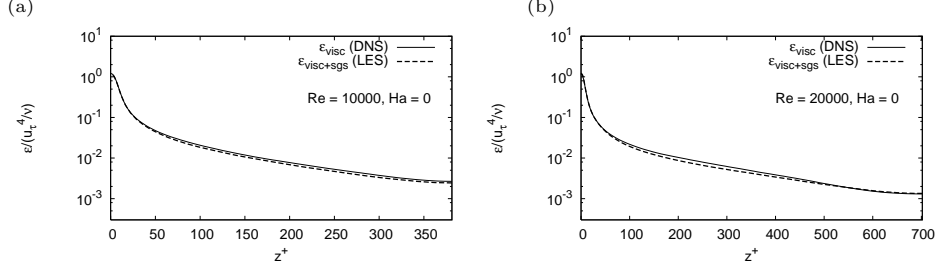 (a)
10^1
10^0
10^-1
10^-2
10^-3
ε/(u_τ^4/ν)
ε_visc (DNS)
ε_visc+sgs (LES)
Re = 10000, Ha = 0
0 50 100 150 200 250 300 350
z^+
(b)
10^1
10^0
10^-1
10^-2
10^-3
ε/(u_τ^4/ν)
ε_visc (DNS)
ε_visc+sgs (LES)
Re = 20000, Ha = 0
0 100 200 300 400 500 600 700
z^+